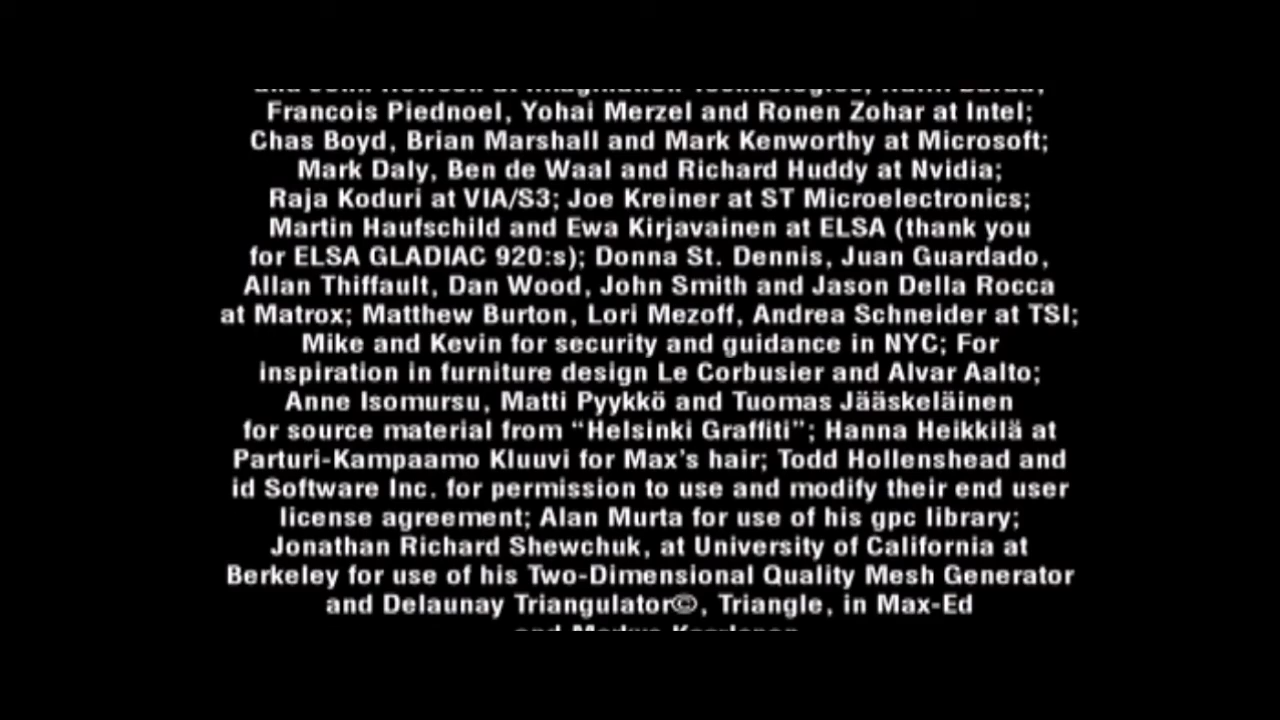 Francois Piednoel, Yohai Merzel and Ronen Zohar at Intel;
Chas Boyd, Brian Marshall and Mark Kenworthy at Microsoft;
Mark Daly, Ben de Waal and Richard Huddy at Nvidia;
Raja Koduri at VIA/S3; Joe Kreiner at ST Microelectronics;
Martin Haufschild and Ewa Kirjavainen at ELSA (thank you
for ELSA GLADIAC 920:s); Donna St. Dennis, Juan Guardado,
Allan Thiffault, Dan Wood, John Smith and Jason Della Rocca
at Matrox; Matthew Burton, Lori Mezoff, Andrea Schneider at TSI;
Mike and Kevin for security and guidance in NYC; For
inspiration in furniture design Le Corbusier and Alvar Aalto;
Anne Isomursu, Matti Pyykkö and Tuomas Jääskeläinen
for source material from “Helsinki Graffiti”; Hanna Heikkilä at
Parturi-Kampaamo Kluuvi for Max’s hair; Todd Hollenshead and
id Software Inc. for permission to use and modify their end user
license agreement; Alan Murta for use of his gpc library;
Jonathan Richard Shewchuk, at University of California at
Berkeley for use of his Two-Dimensional Quality Mesh Generator
and Delaunay Triangulator©, Triangle, in Max-Ed